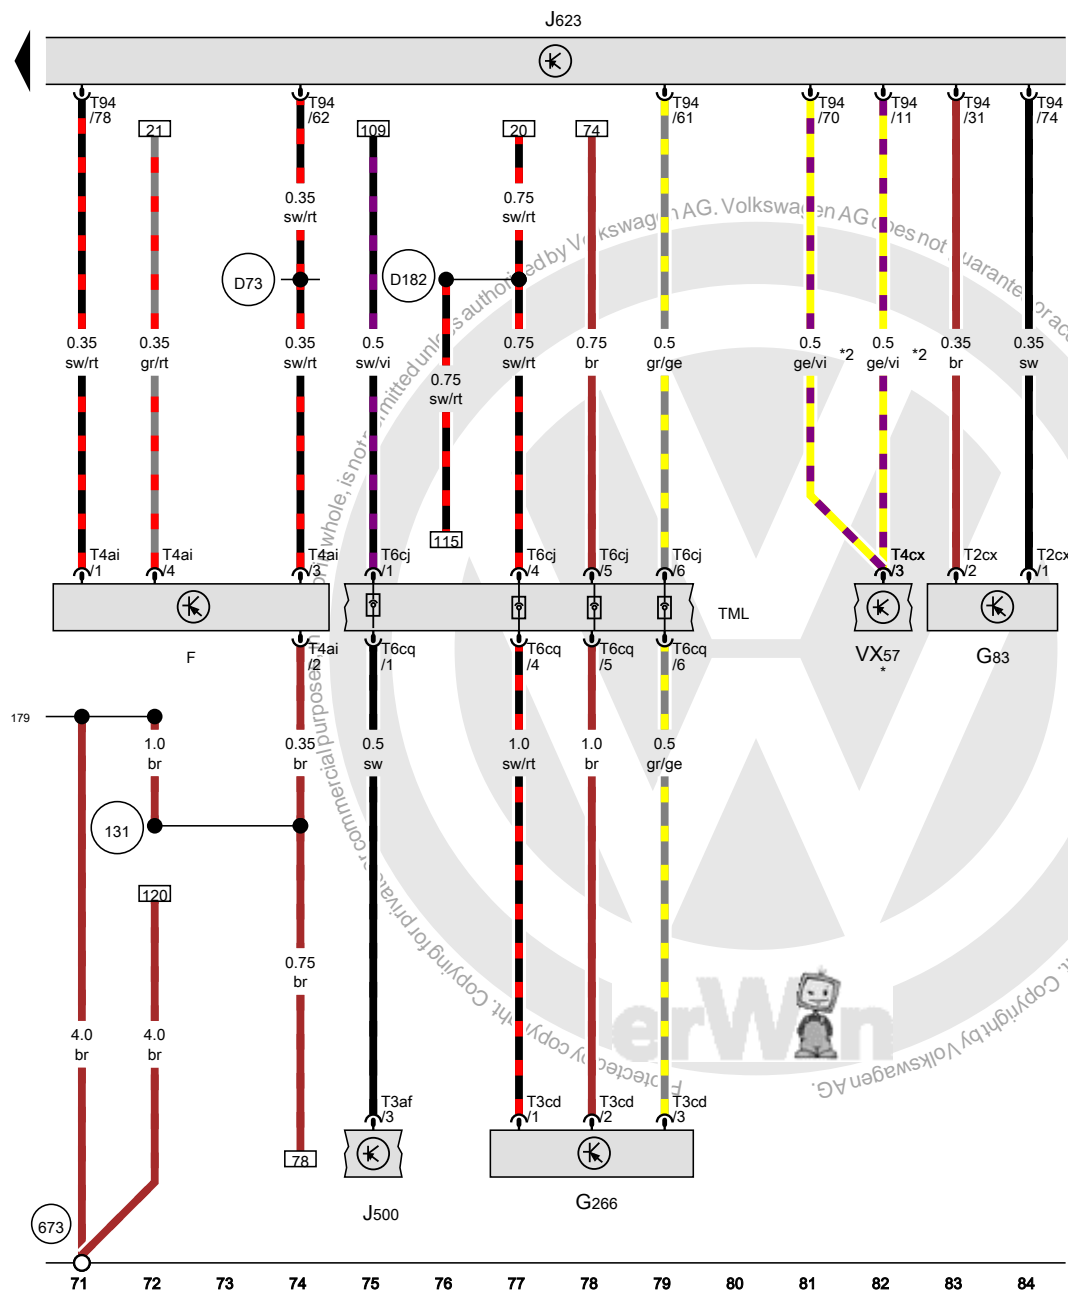 J623
T94
/78
T94
/62
T94
/61
T94
/70
T94
/11
T94
/31
T94
/74
21
109
20
74
0.35
sw/rt
0.75
sw/rt
D73
D182
0.35
sw/rt
0.35
gr/rt
0.35
sw/rt
0.5
sw/vi
0.75
sw/rt
0.75
sw/rt
0.75
br
0.5
gr/ge
0.5
ge/vi
*2
0.5
ge/vi
*2
0.35
br
0.35
sw
115
T4ai
/1
T4ai
/4
T4ai
/3
T6cj
/1
T6cj
/4
T6cj
/5
T6cj
/6
T4cx
/3
T2cx
/2
T2cx
/1
TML
F
T4ai
/2
T6cq
/1
T6cq
/4
T6cq
/5
T6cq
/6
VX57
*
G83
179
1.0
br
0.35
br
0.5
sw
1.0
sw/rt
1.0
br
0.5
gr/ge
131
120
0.75
br
4.0
br
4.0
br
78
T3af
/3
T3cd
/1
T3cd
/2
T3cd
/3
J500
G266
673
71 72 73 74 75 76 77 78 79 80 81 82 83 84
erWin